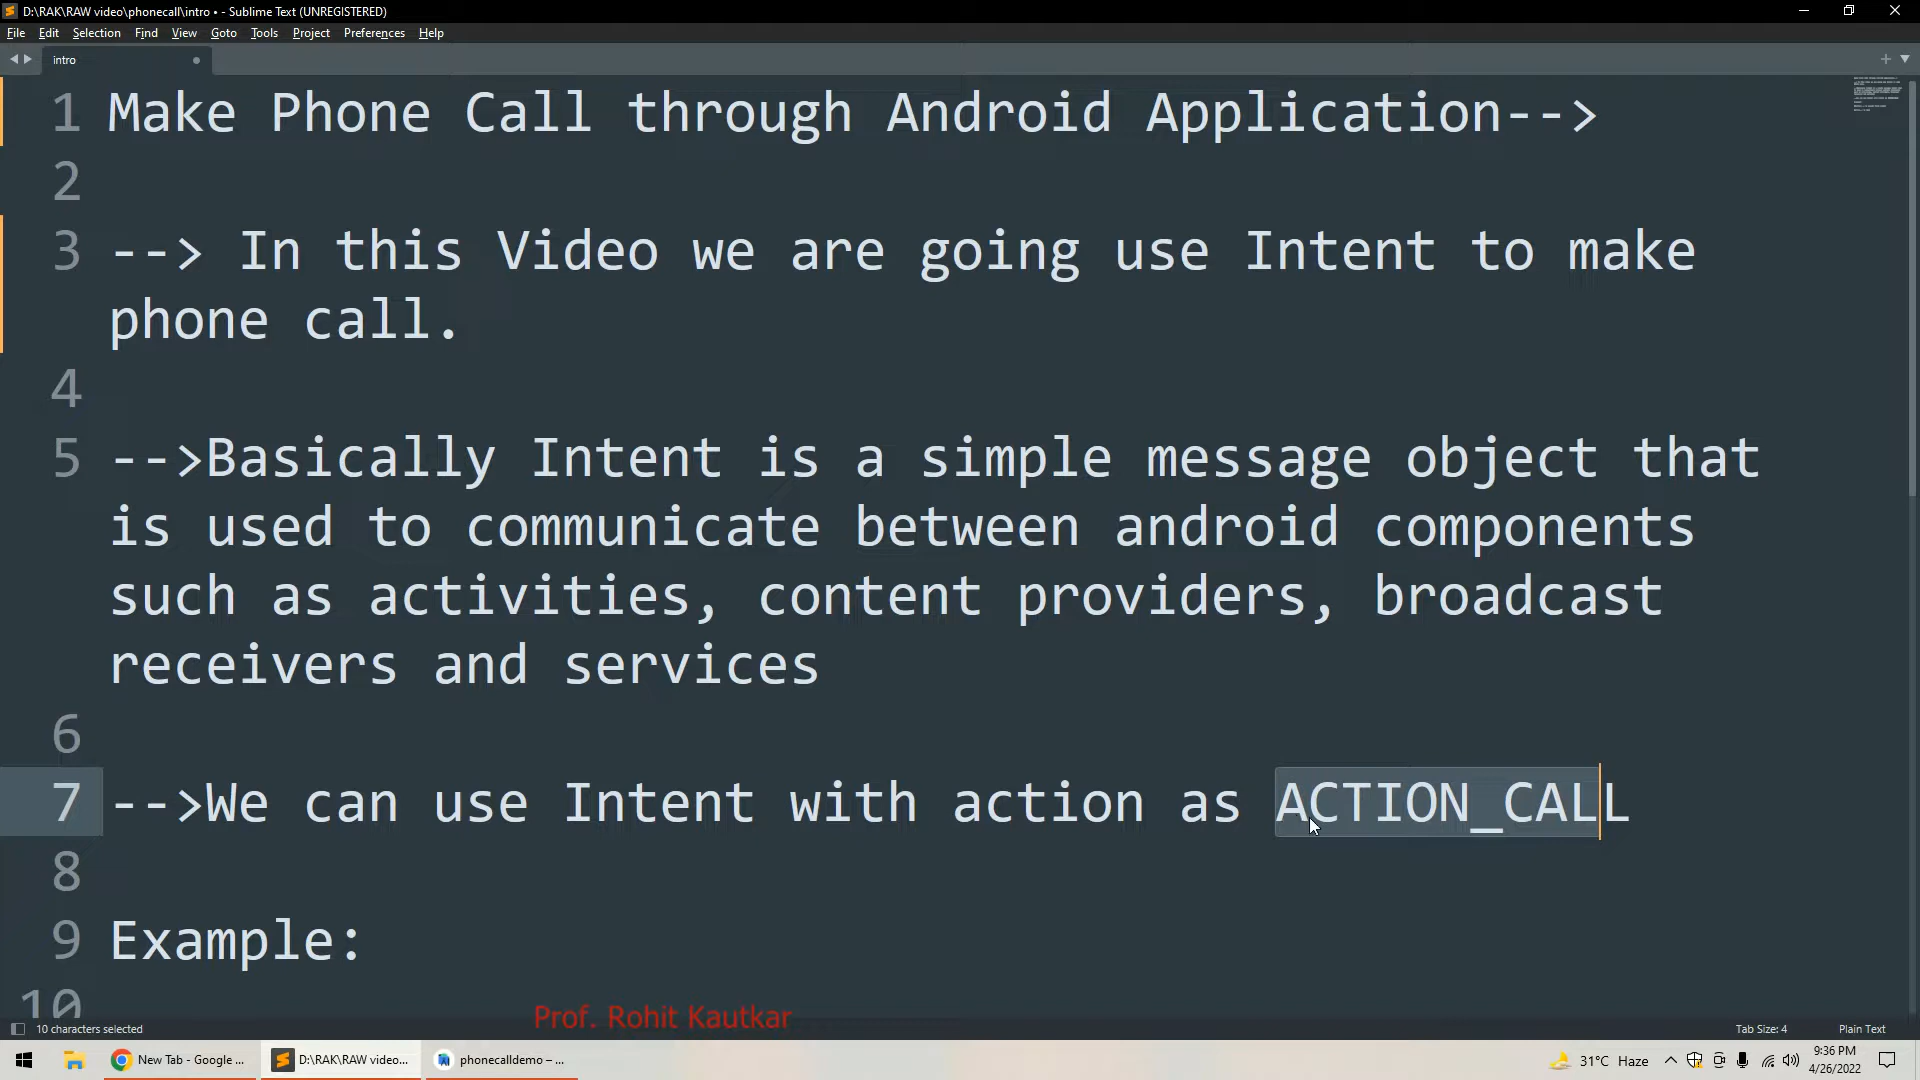 D:\RAK\RAW video\phonecall\intro • - Sublime Text (UNREGISTERED)
File Edit Selection Find View Goto Tools Project Preferences Help
intro
1 Make Phone Call through Android Application-->
2
3 --> In this Video we are going use Intent to make
phone call.
4
5 -->Basically Intent is a simple message object that
is used to communicate between android components
such as activities, content providers, broadcast
receivers and services
6
7 -->We can use Intent with action as ACTION_CALL
8
9 Example:
10
Prof. Rohit Kautkar
10 characters selected Tab Size: 4 Plain Text
New Tab - Google ... D:\RAK\RAW video... phonecalldemo – ... 31°C Haze 9:36 PM
4/26/2022